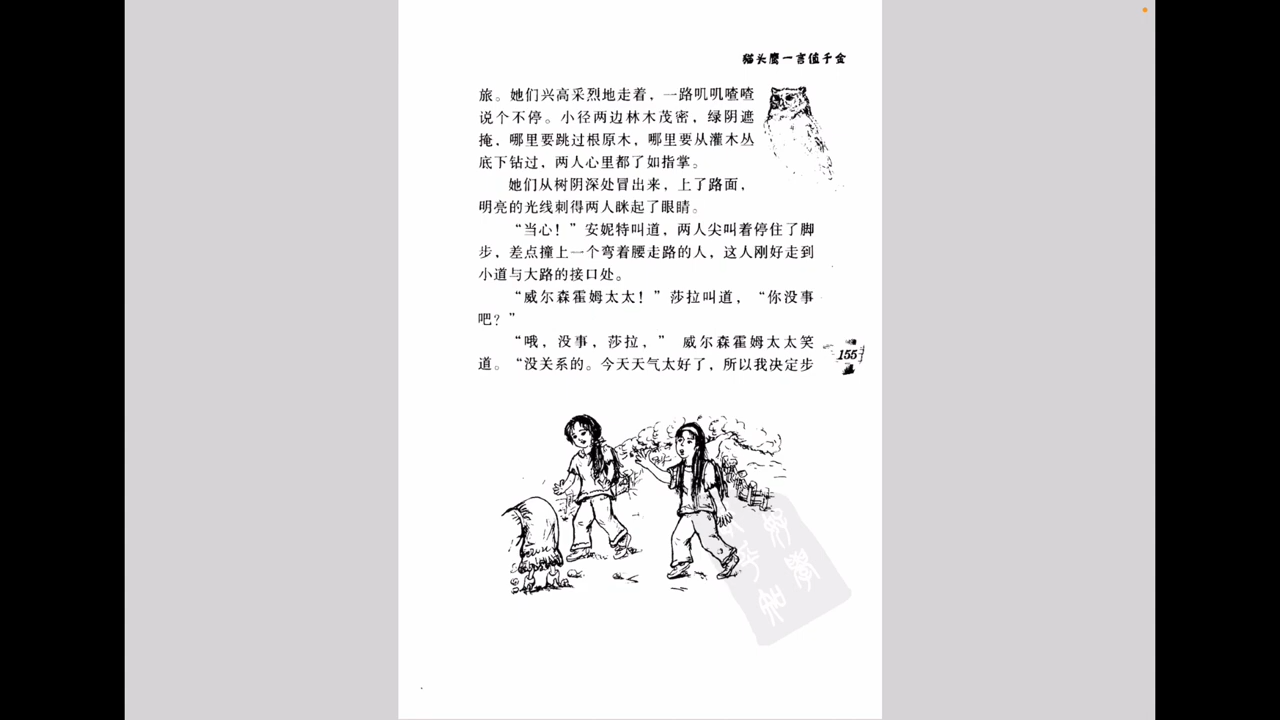 猫头鹰一言值千金
旅。她们兴高采烈地走着，一路叽叽喳喳
说个不停。小径两边林木茂密，绿阴遮
掩，哪里要跳过根原木，哪里要从灌木丛
底下钻过，两人心里都了如指掌。
她们从树阴深处冒出来，上了路面，
明亮的光线刺得两人眯起了眼睛。
“当心！”安妮特叫道，两人尖叫着停住了脚
步，差点撞上一个弯着腰走路的人，这人刚好走到
小道与大路的接口处。
“威尔森霍姆太太！”莎拉叫道，“你没事
吧？”
“哦，没事，莎拉，” 威尔森霍姆太太笑
道。“没关系的。今天天气太好了，所以我决定步
155